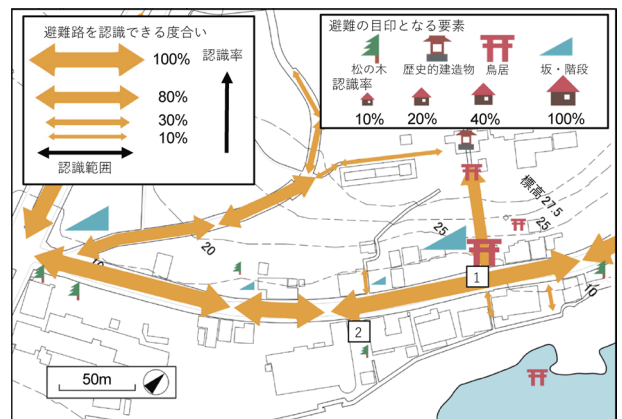 避難路を認識できる度合い
100%
80%
30%
10%
認識範囲
認識率
避難の目印となる要素
松の木 歴史的建造物 鳥居 坂・階段
認識率
10% 20% 40% 100%
標高 27.5
25
25
20
10
10
1
2
50m